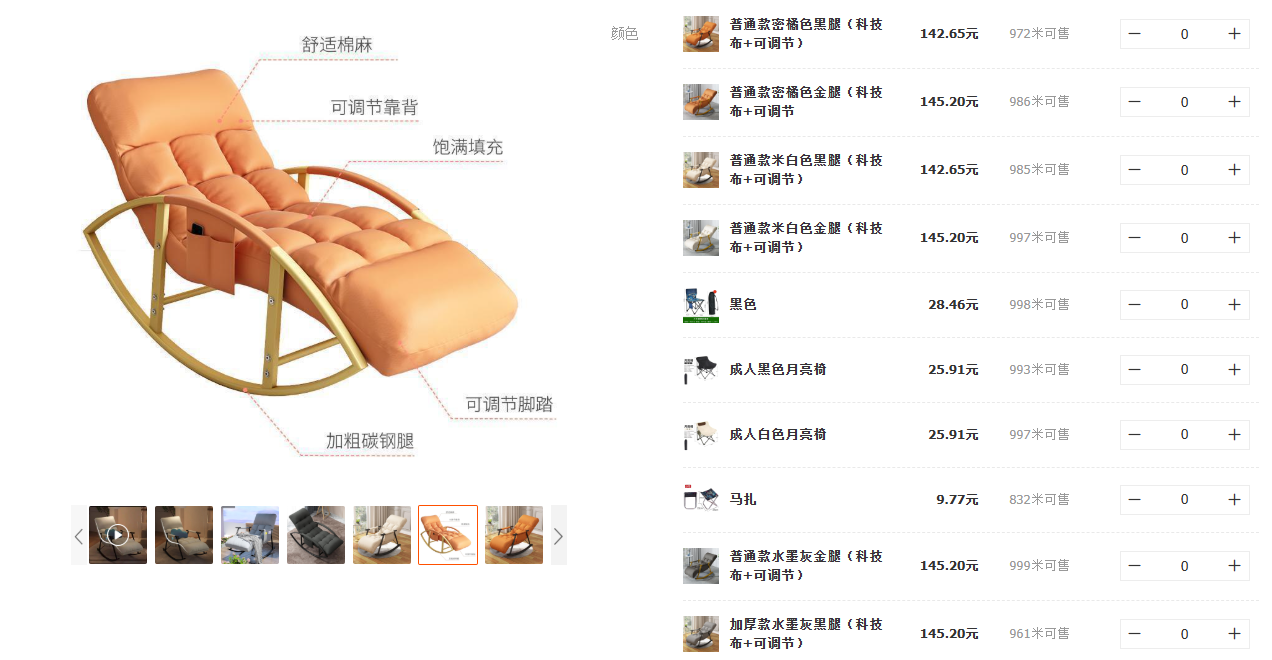 舒适棉麻
可调节靠背
饱满填充
可调节脚踏
加粗碳钢腿
颜色
普通款密橘色黑腿（科技
布+可调节）
142.65元
972米可售
0
普通款密橘色金腿（科技
布+可调节
145.20元
986米可售
0
普通款米白色黑腿（科技
布+可调节）
142.65元
985米可售
0
普通款米白色金腿（科技
布+可调节）
145.20元
997米可售
0
黑色
28.46元
998米可售
0
成人黑色月亮椅
25.91元
993米可售
0
成人白色月亮椅
25.91元
997米可售
0
马扎
9.77元
832米可售
0
普通款水墨灰金腿（科技
布+可调节）
145.20元
999米可售
0
加厚款水墨灰黑腿（科技
布+可调节）
145.20元
961米可售
0